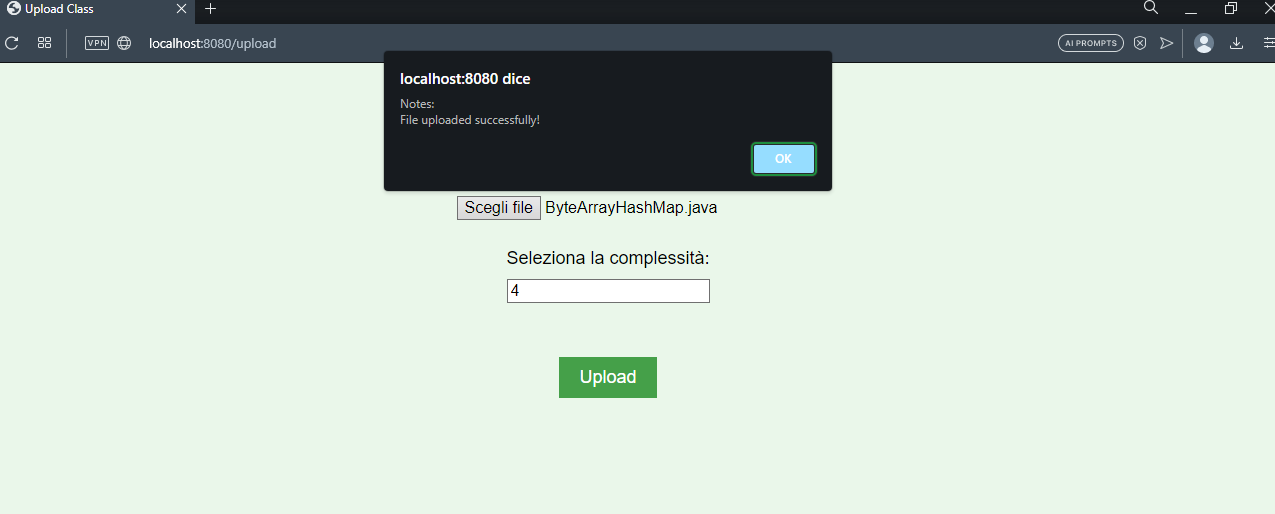 Upload Class
VPN
localhost:8080/upload
AI PROMPTS
localhost:8080 dice
Notes:
File uploaded successfully!
OK
Scegli file ByteArrayHashMap.java
Seleziona la complessità:
4
Upload